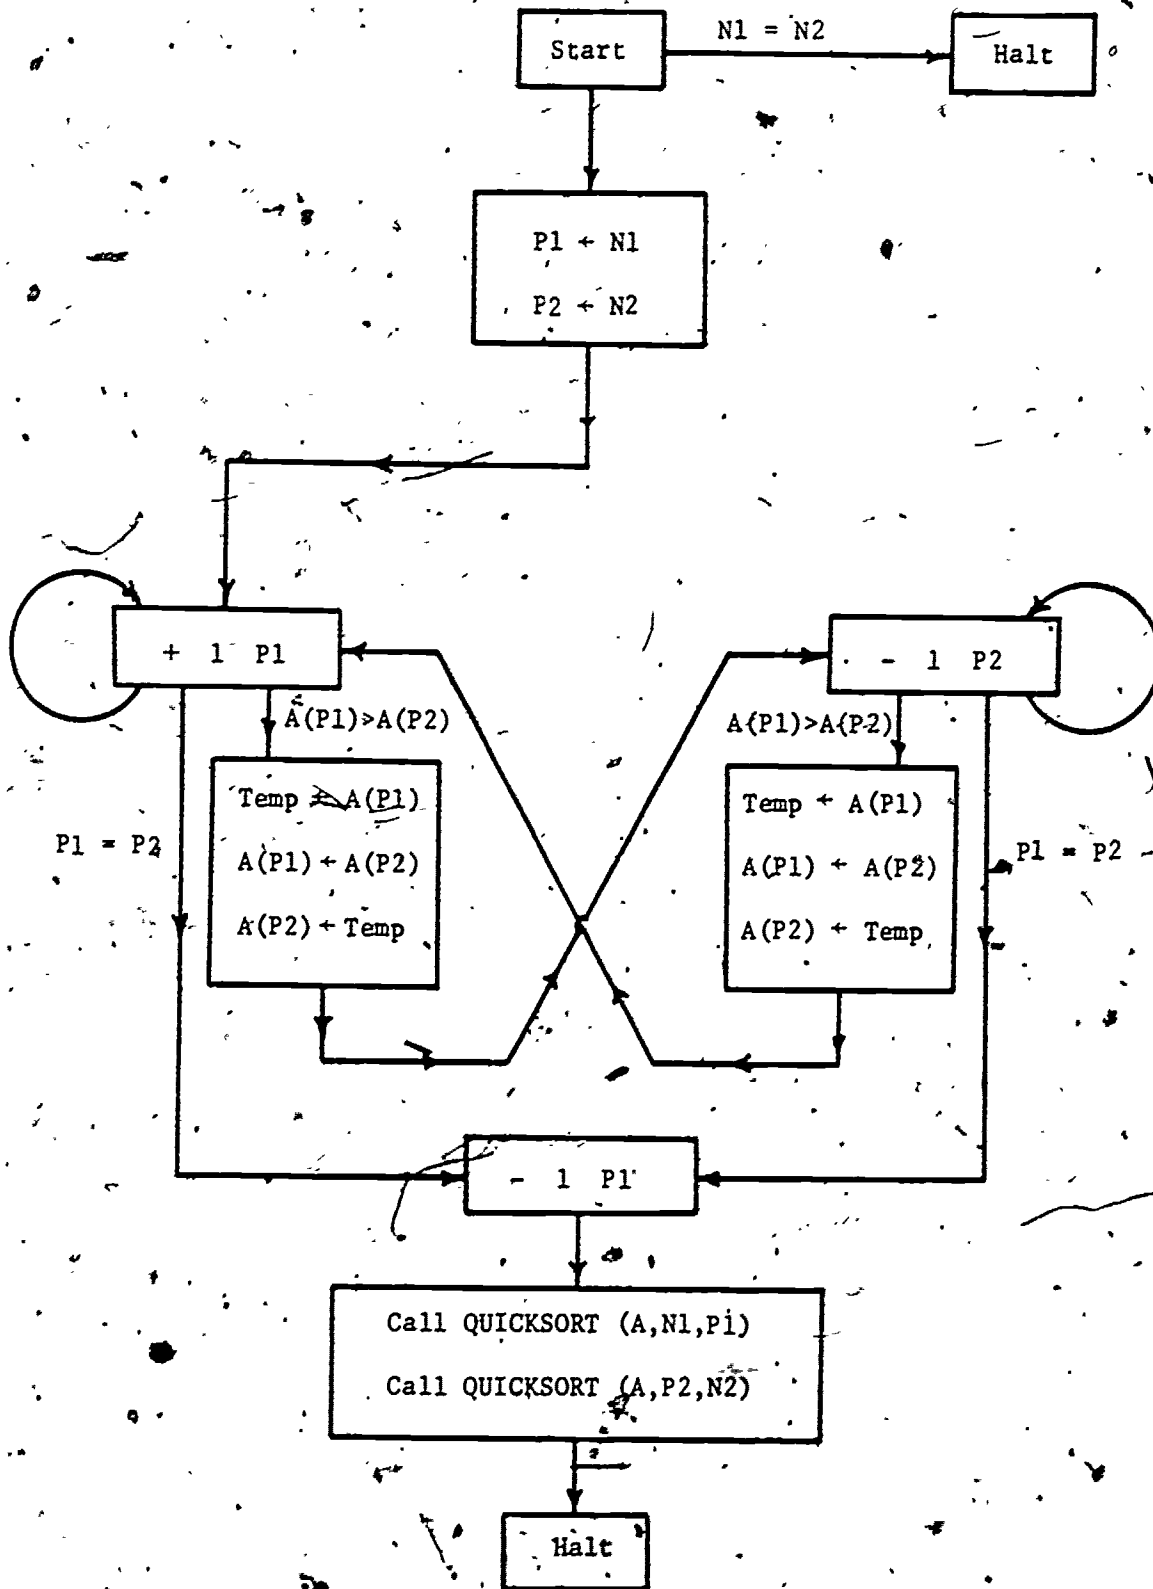 Start
N1 = N2
Halt
P1 ← N1
P2 ← N2
+ 1 P1
- 1 P2
A(P1)>A(P2)
A(P1)>A(P2)
Temp ← A(P1)
A(P1) ← A(P2)
A(P2) ← Temp
Temp ← A(P1)
A(P1) ← A(P2)
A(P2) ← Temp
P1 = P2
P1 = P2
- 1 P1
Call QUICKSORT (A,N1,P1)
Call QUICKSORT (A,P2,N2)
Halt